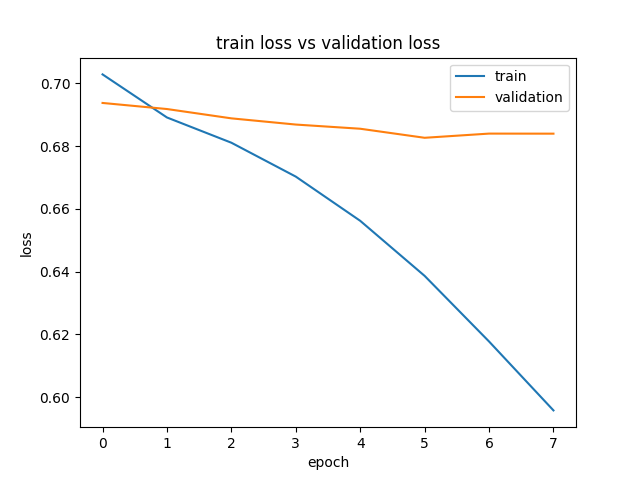 train loss vs validation loss
train
validation
0.70
0.68
0.66
0.64
0.62
0.60
loss
0 1 2 3 4 5 6 7
epoch